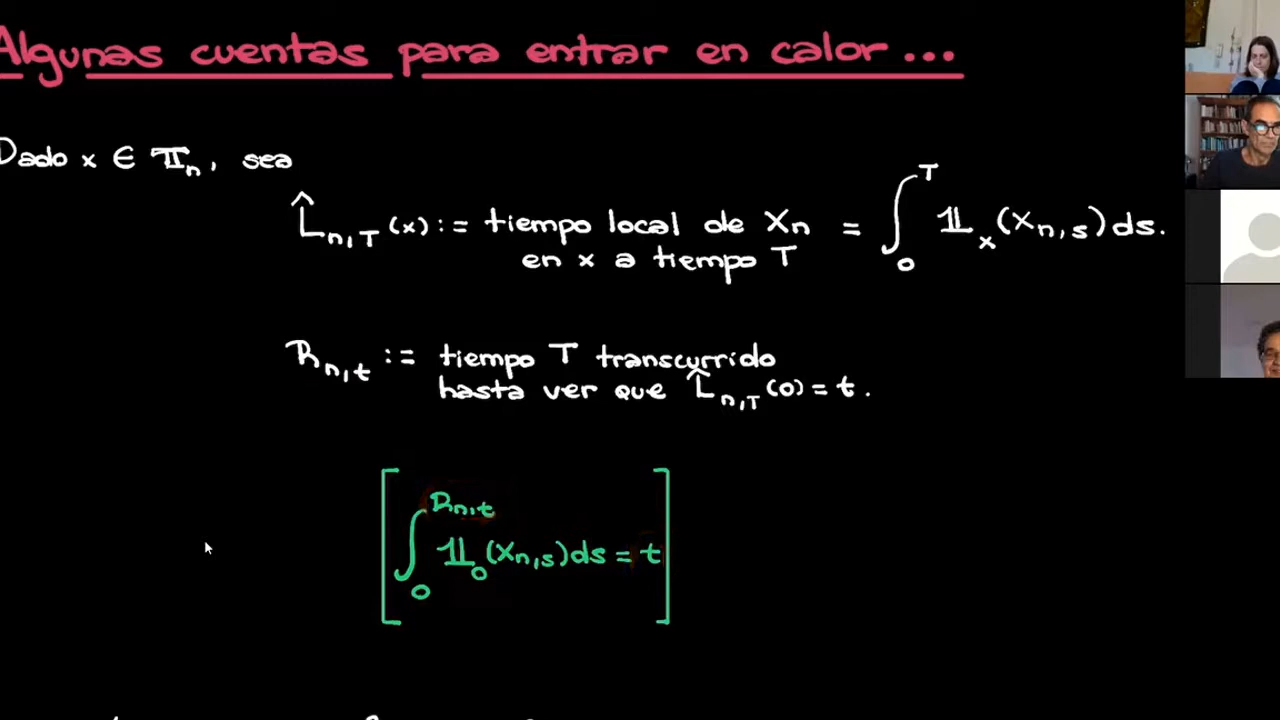 Algunas cuentas para entrar en calor ...
Dado x ∈ 𝕋n, sea
L̂n,T (x) := tiempo local de Xn = ∫₀ᵀ 𝟙x (Xn,s) ds.
en x a tiempo T
Rn,t := tiempo T transcurrido
hasta ver que L̂n,T (0) = t.
[ ∫₀^Rn,t 𝟙₀ (Xn,s) ds = t ]